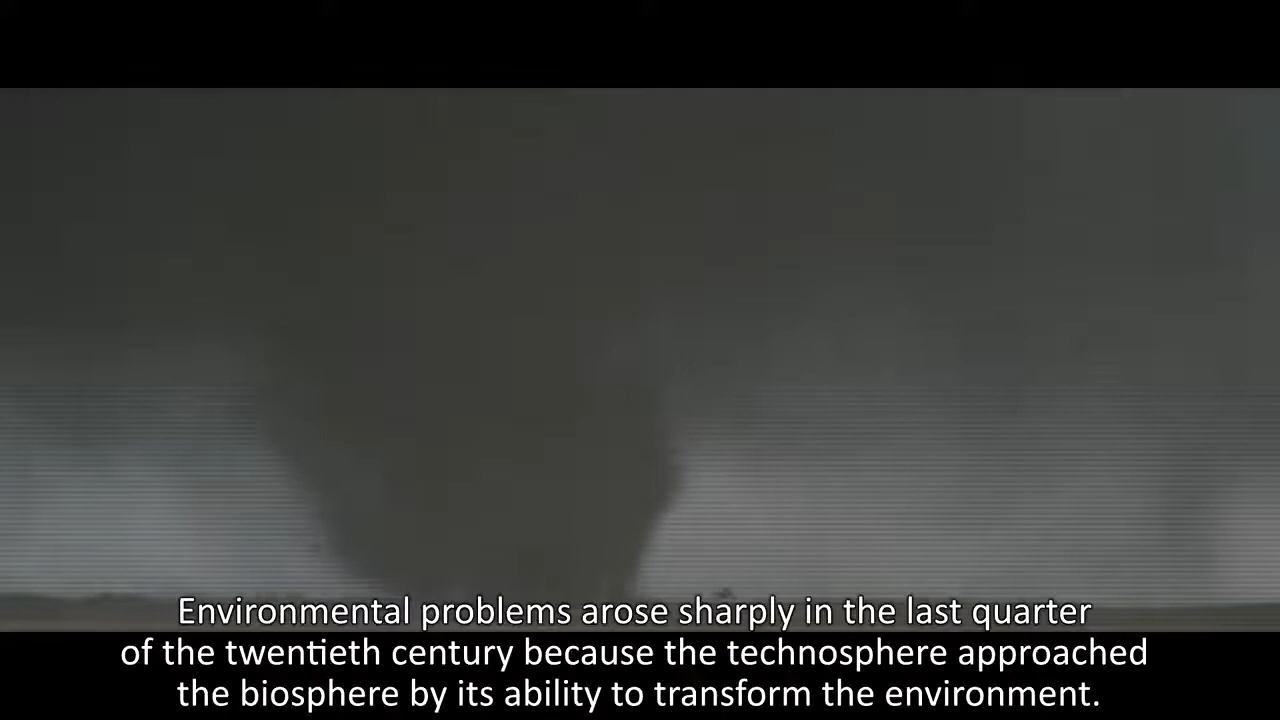 Environmental problems arose sharply in the last quarter
of the twentieth century because the technosphere approached
the biosphere by its ability to transform the environment.